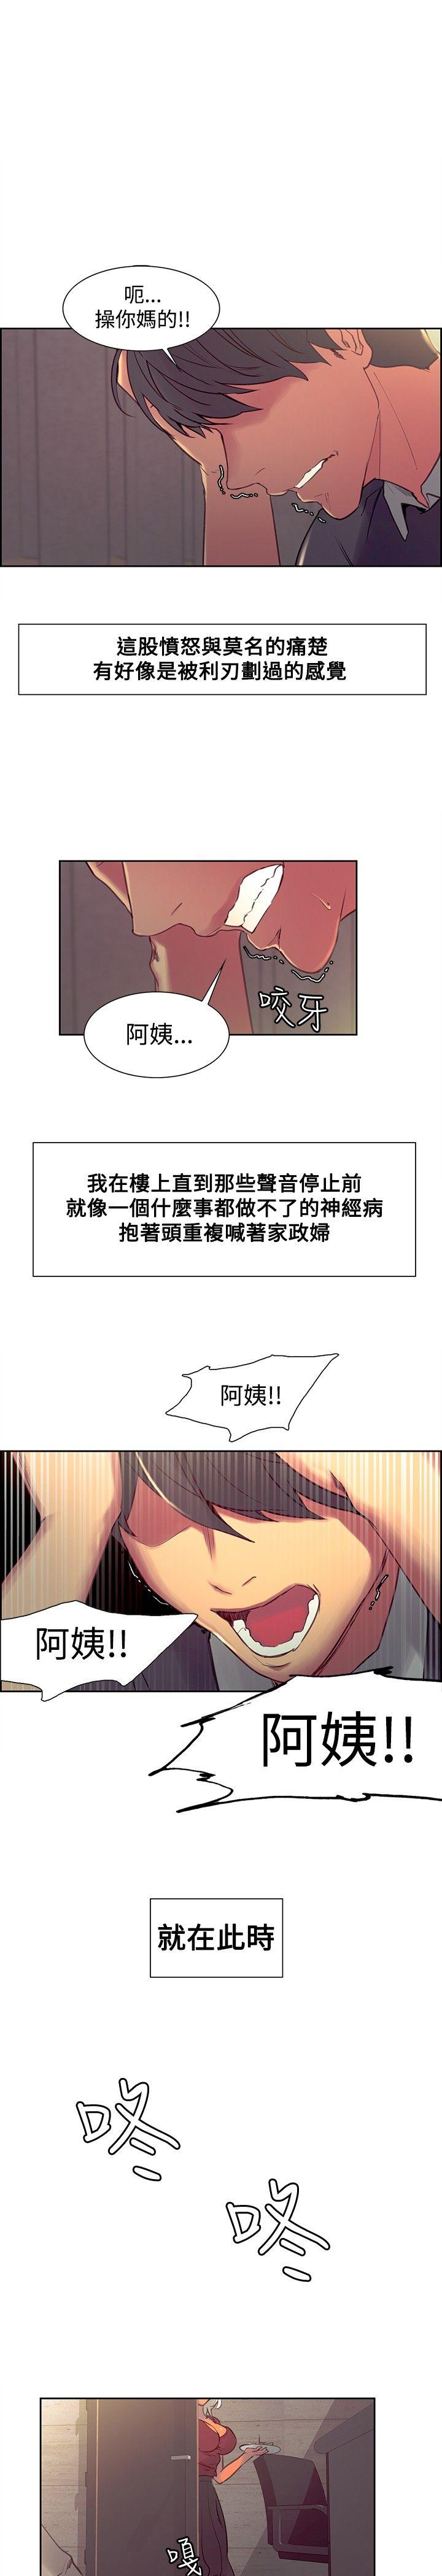 呃...
操你媽的!!
這股憤怒與莫名的痛楚
有好像是被利刃劃過的感覺
咬牙
阿姨...
我在樓上直到那些聲音停止前
就像一個什麼事都做不了的神經病
抱著頭重複喊著家政婦
阿姨!!
阿姨!!
阿姨!!
就在此時
咚
咚
嘎